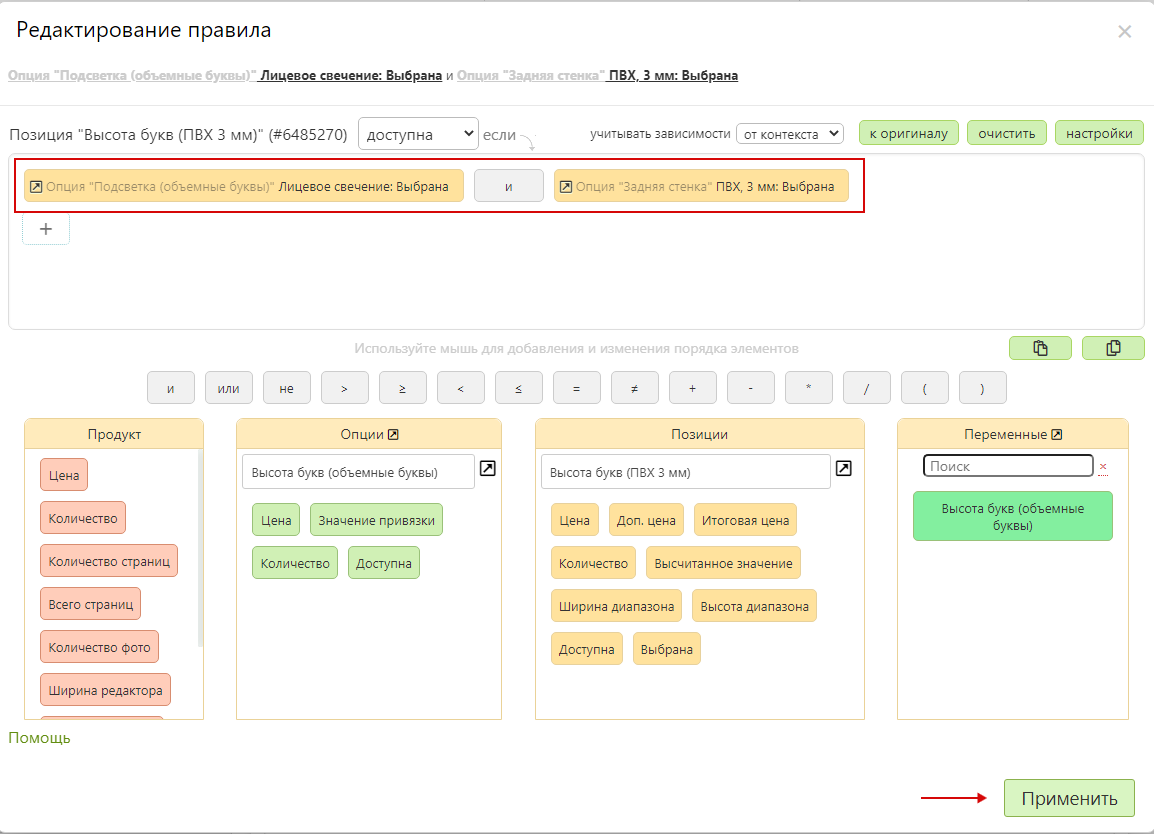 Редактирование правила
×
Опция "Подсветка (объемные буквы)" Лицевое свечение: Выбрана и Опция "Задняя стенка" ПВХ, 3 мм: Выбрана
Позиция "Высота букв (ПВХ 3 мм)" (#6485270) доступна если учитывать зависимости от контекста к оригиналу очистить настройки
Опция "Подсветка (объемные буквы)" Лицевое свечение: Выбрана и Опция "Задняя стенка" ПВХ, 3 мм: Выбрана
+
Используйте мышь для добавления и изменения порядка элементов
и или не > ≥ < ≤ = ≠ + - * / ( )
Продукт
Цена
Количество
Количество страниц
Всего страниц
Количество фото
Ширина редактора
Опции
Высота букв (объемные буквы)
Цена Значение привязки
Количество Доступна
Позиции
Высота букв (ПВХ 3 мм)
Цена Доп. цена Итоговая цена
Количество Высчитанное значение
Ширина диапазона Высота диапазона
Доступна Выбрана
Переменные
Поиск ×
Высота букв (объемные
буквы)
Помощь
Применить